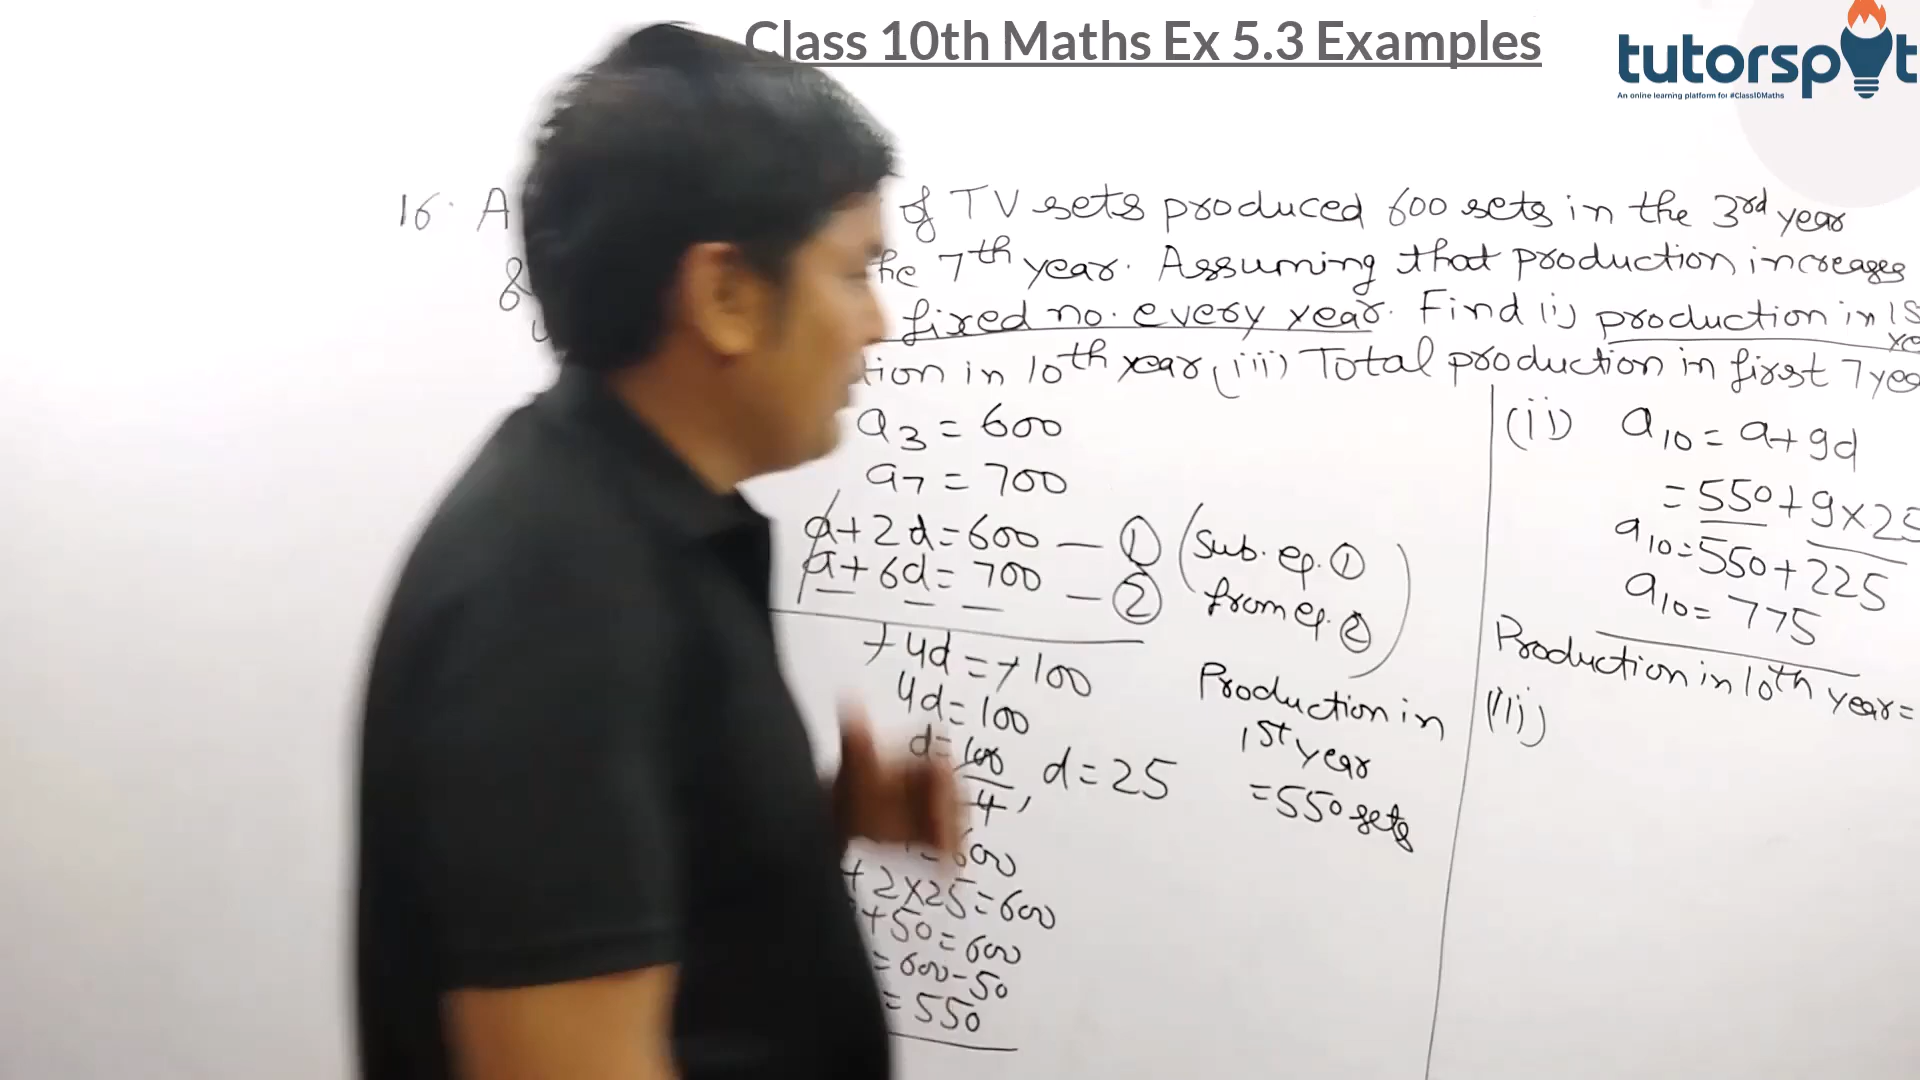 Class 10th Maths Ex 5.3 Examples
tutorspot
An online learning platform for #Class10Maths
16. A of TV sets produced 600 sets in the 3rd year
& the 7th year. Assuming that production increases
fixed no. every year. Find (i) production in 1st
tion in 10th year, (iii) Total production in first 7 yea
a3 = 600
a7 = 700
a+2d=600 — ①
a+6d=700 — ②
(Sub. eq. ①
from eq. ②)
+4d=+100
4d=100
d=100/4, d=25
=600
+2×25=600
+50=600
=600-50
=550
Production in
1st year
=550 sets
(ii) a10=a+9d
=550+9×25
a10=550+225
a10=775
Production in 10th year=
(iii)